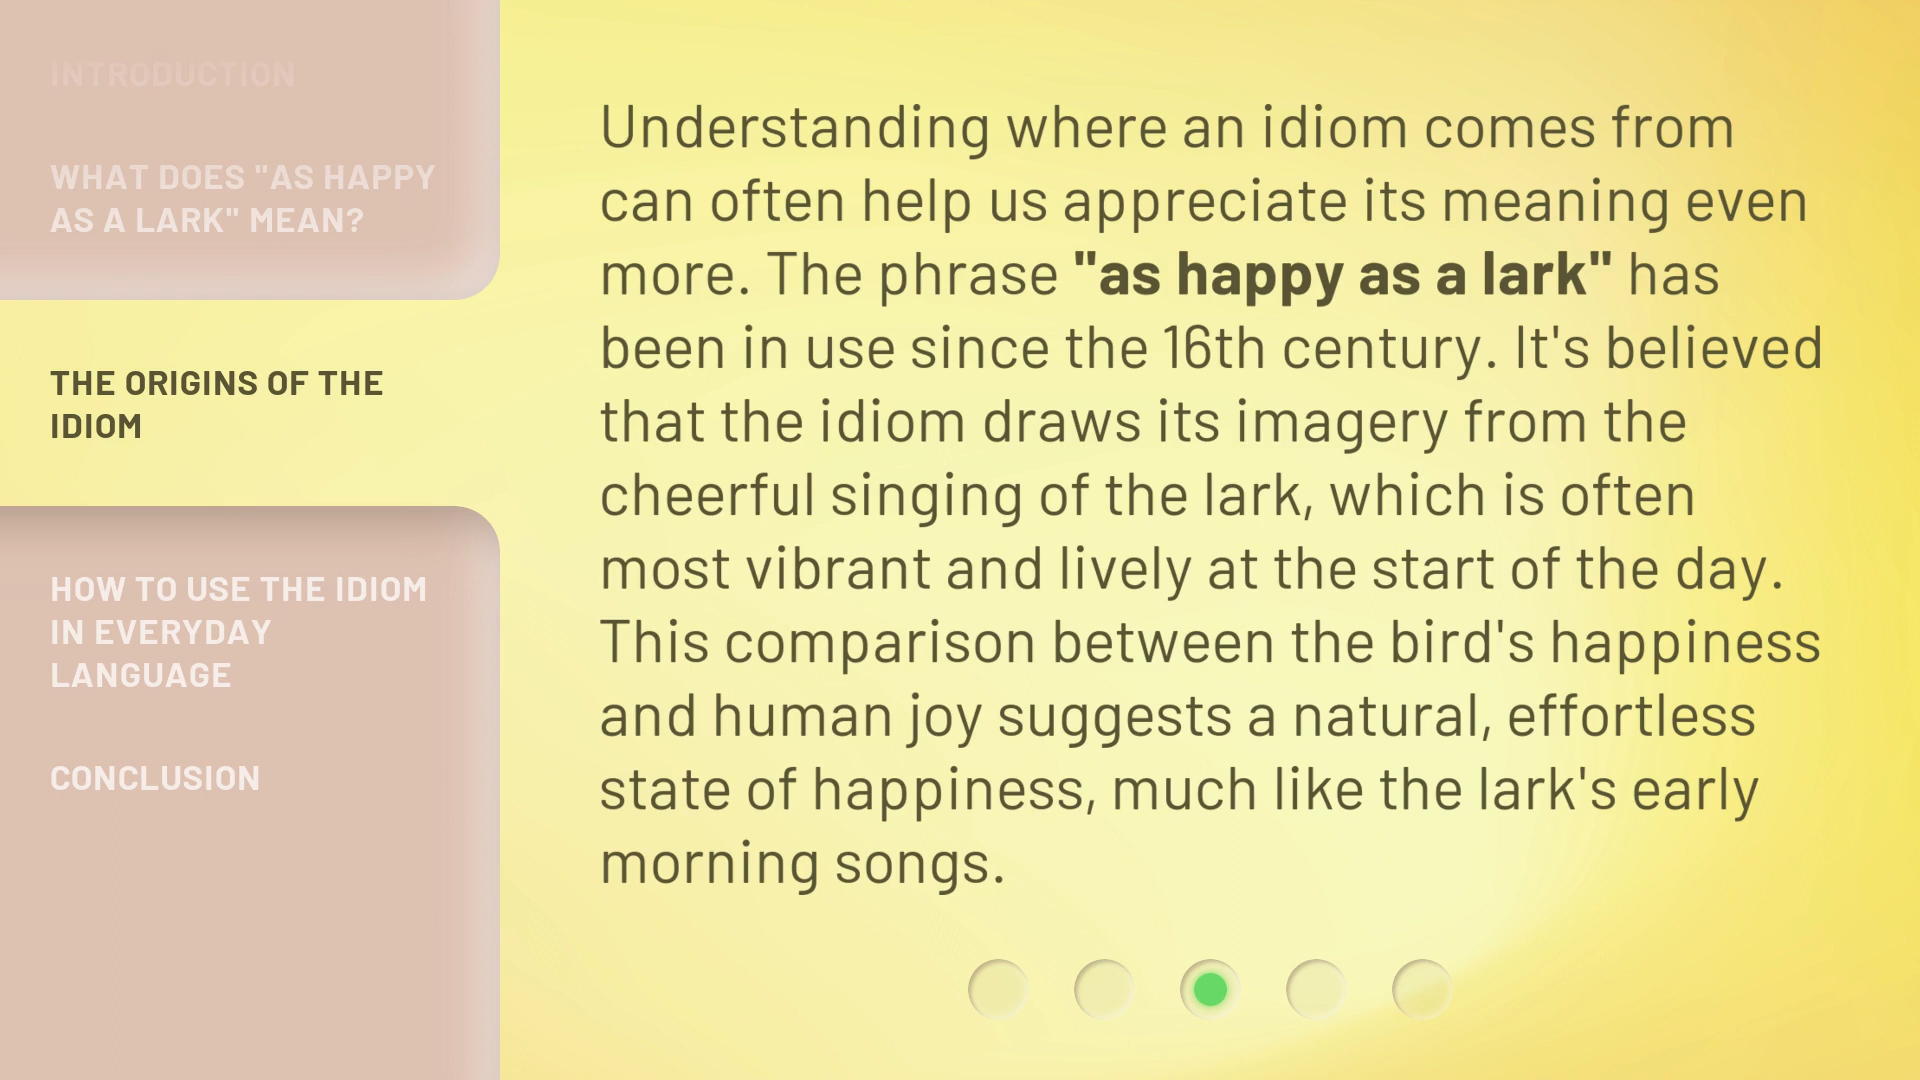 INTRODUCTION
WHAT DOES "AS HAPPY
AS A LARK" MEAN?
THE ORIGINS OF THE
IDIOM
HOW TO USE THE IDIOM
IN EVERYDAY
LANGUAGE
CONCLUSION
Understanding where an idiom comes from
can often help us appreciate its meaning even
more. The phrase "as happy as a lark" has
been in use since the 16th century. It's believed
that the idiom draws its imagery from the
cheerful singing of the lark, which is often
most vibrant and lively at the start of the day.
This comparison between the bird's happiness
and human joy suggests a natural, effortless
state of happiness, much like the lark's early
morning songs.